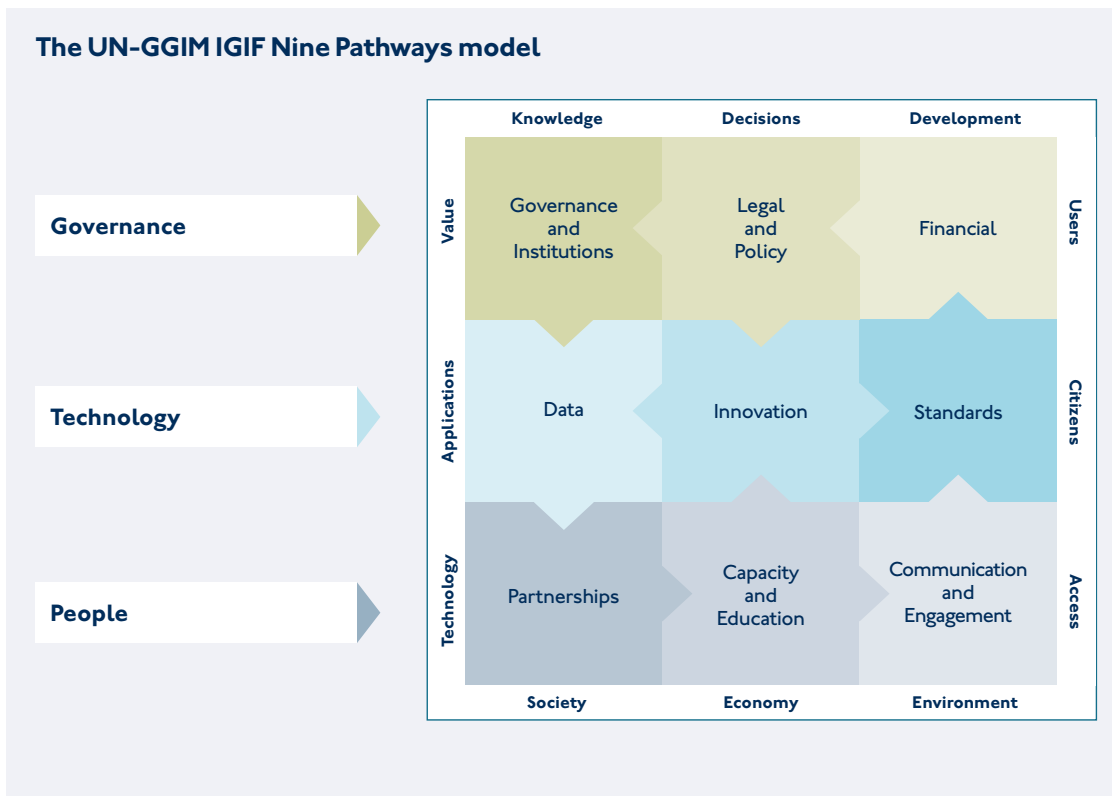 The UN-GGIM IGIF Nine Pathways model
Knowledge
Decisions
Development
Governance
Value
Governance
and
Institutions
Legal
and
Policy
Financial
Users
Technology
Applications
Data
Innovation
Standards
Citizens
People
Technology
Partnerships
Capacity
and
Education
Communication
and
Engagement
Access
Society
Economy
Environment